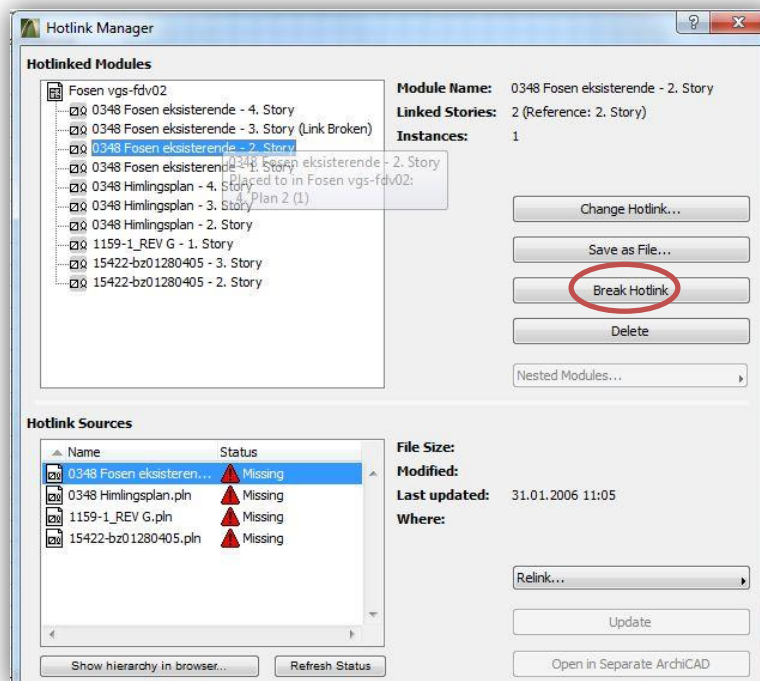 Hotlink Manager
Hotlinked Modules
Fosen vgs-fdv02
0348 Fosen eksisterende - 4. Story
0348 Fosen eksisterende - 3. Story (Link Broken)
0348 Fosen eksisterende - 2. Story
0348 Fosen eksisterende - 1. Story
0348 Himlingsplan - 4. Story
0348 Himlingsplan - 3. Story
0348 Himlingsplan - 2. Story
1159-1_REV G - 1. Story
15422-bz01280405 - 3. Story
15422-bz01280405 - 2. Story
0348 Fosen eksisterende - 2. Story
Placed to in Fosen vgs-fdv02:
4. Plan 2 (1)
Module Name: 0348 Fosen eksisterende - 2. Story
Linked Stories: 2 (Reference: 2. Story)
Instances: 1
Change Hotlink...
Save as File...
Break Hotlink
Delete
Nested Modules...
Hotlink Sources
Name Status
0348 Fosen eksisteren... Missing
0348 Himlingsplan.pln Missing
1159-1_REV G.pln Missing
15422-bz01280405.pln Missing
File Size:
Modified:
Last updated: 31.01.2006 11:05
Where:
Relink...
Update
Open in Separate ArchiCAD
Show hierarchy in browser...
Refresh Status